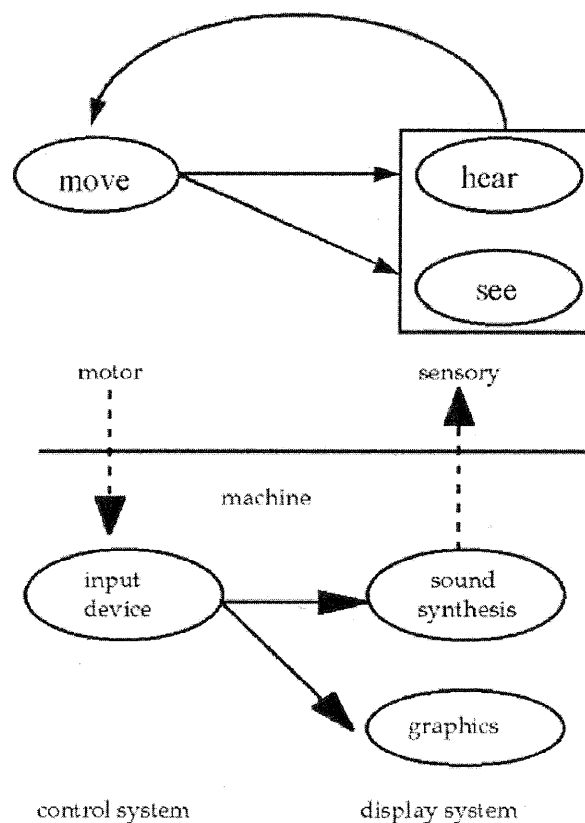 move
hear
see
motor
sensory
machine
input
device
sound
synthesis
graphics
control system
display system